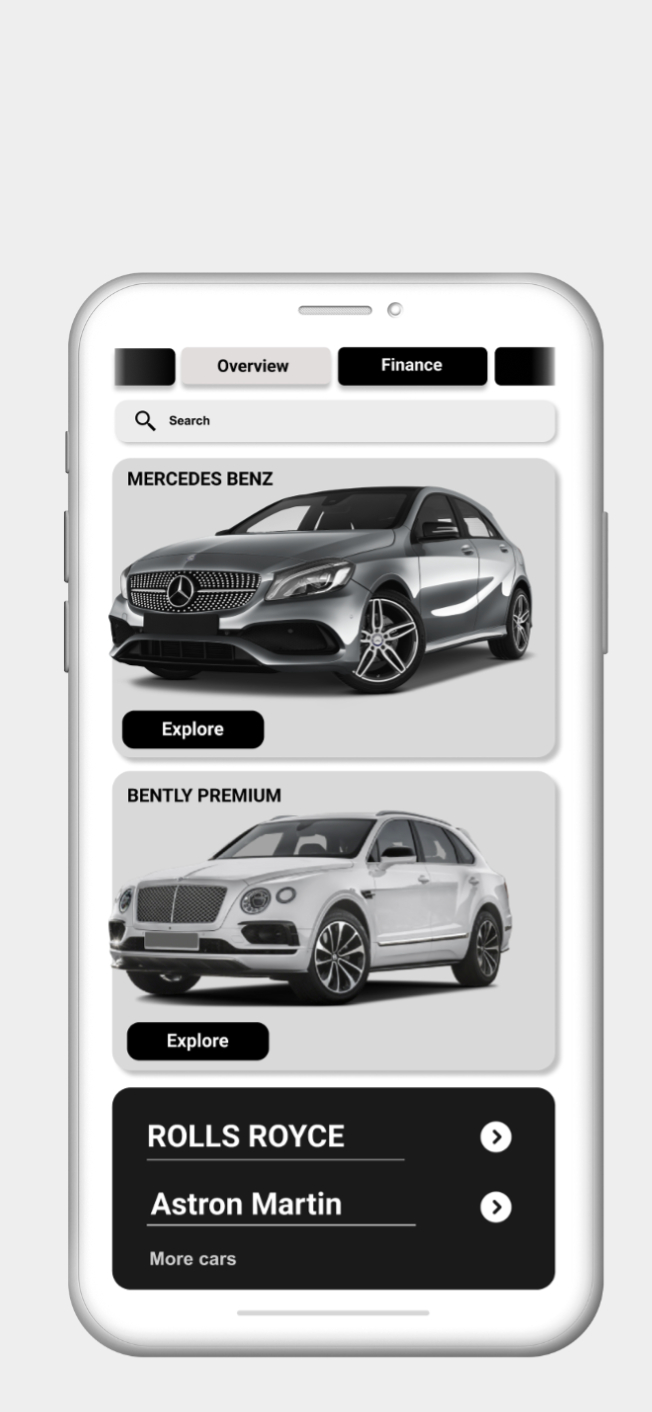 Overview
Finance
Search
MERCEDES BENZ
Explore
BENTLY PREMIUM
Explore
ROLLS ROYCE
Astron Martin
More cars